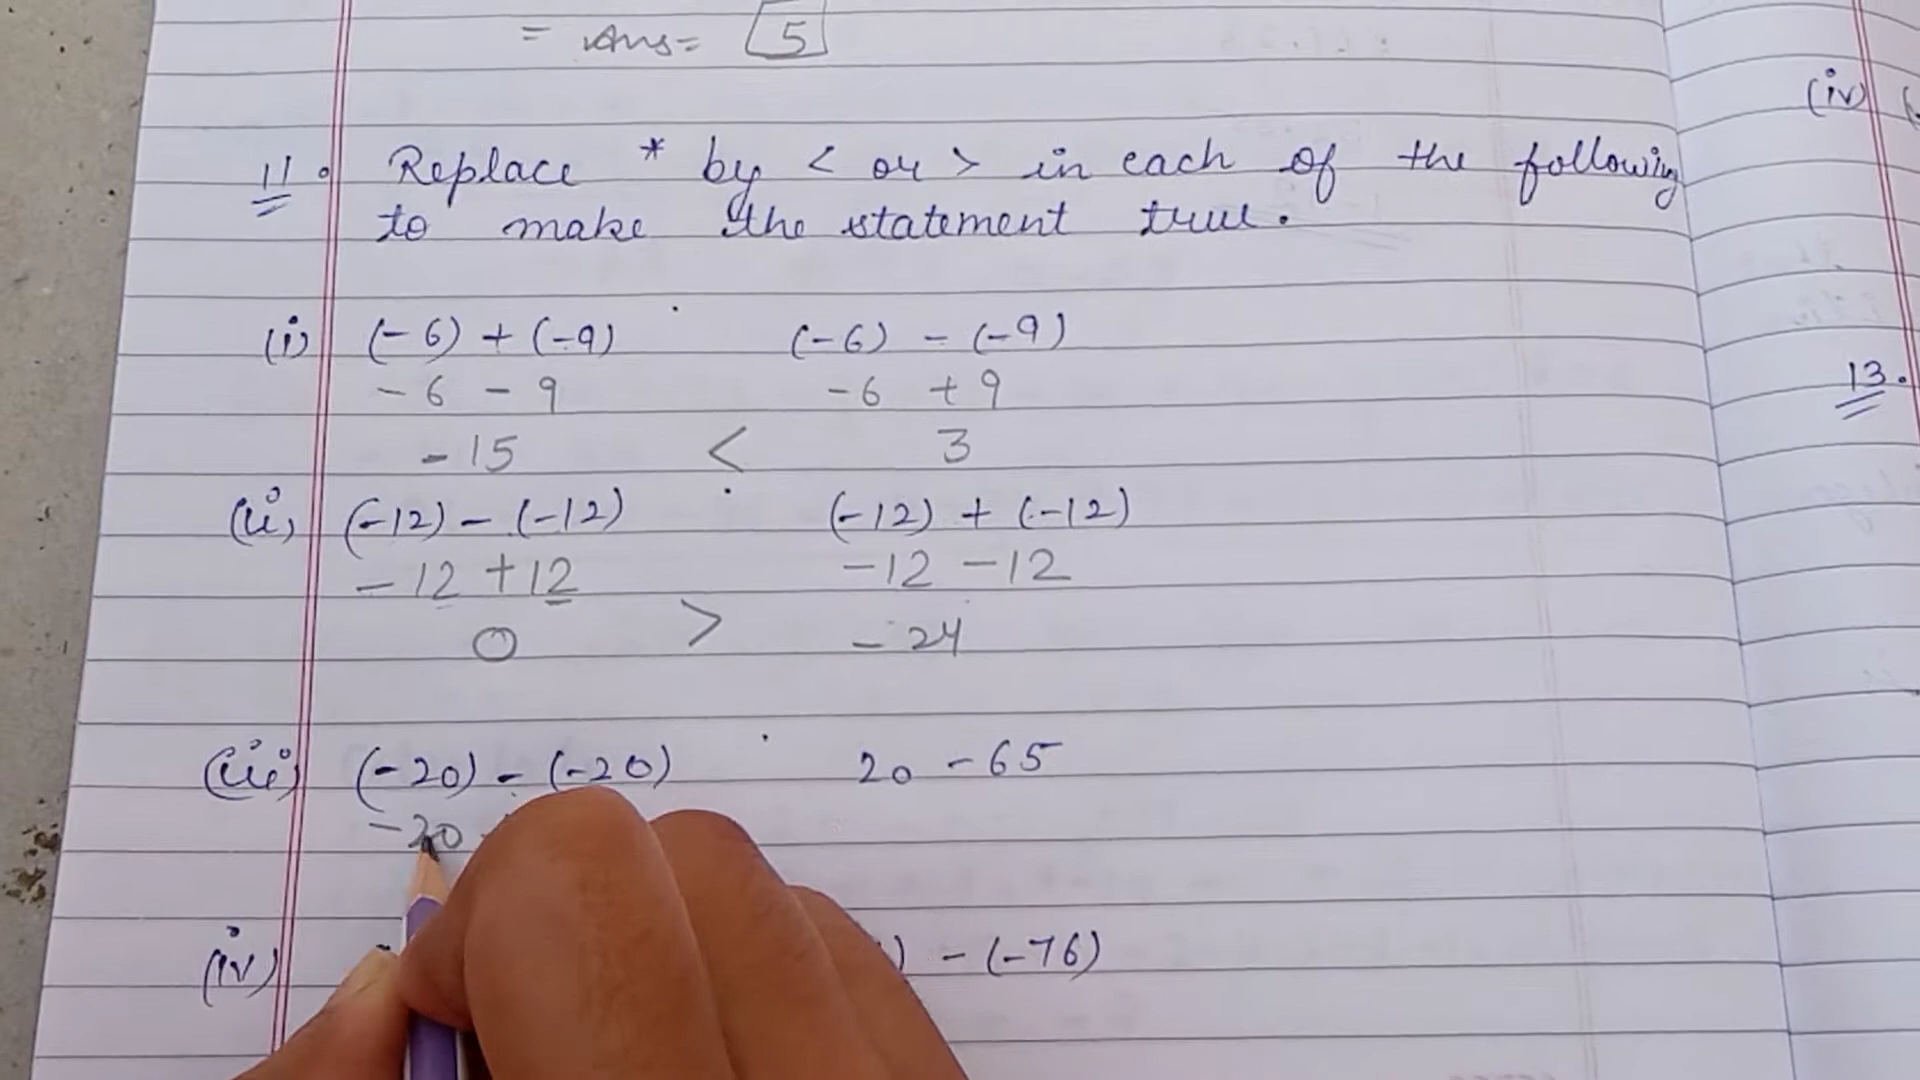 = Ans = 5
11. Replace * by < or > in each of the following
to make the statement true.
(i) (-6) + (-9) (-6) - (-9)
- 6 - 9 - 6 + 9
- 15 < 3
(ii) (-12) - (-12) (-12) + (-12)
- 12 + 12 - 12 - 12
0 > - 24
(iii) (-20) - (-20) 20 - 65
- 20
(iv) ) - (-76)
(iv) (
13.